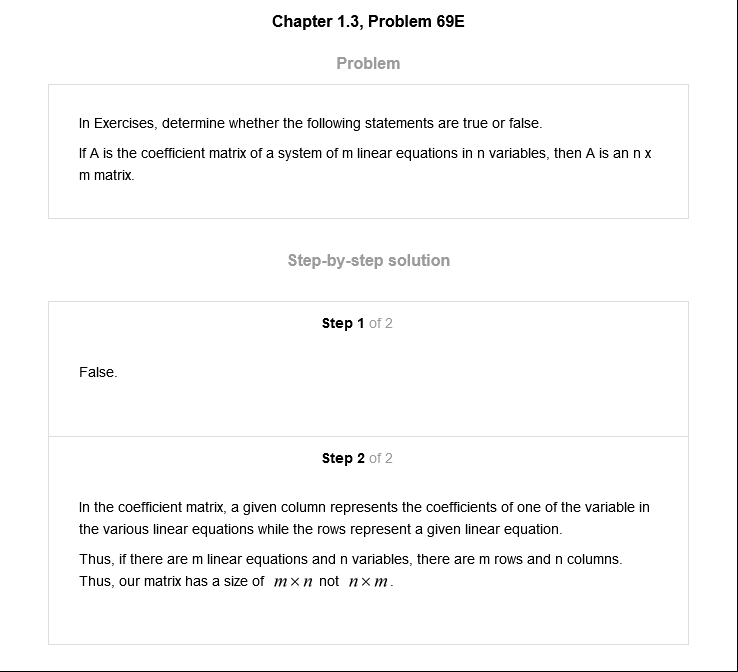 Chapter 1.3, Problem 69E
Problem
In Exercises, determine whether the following statements are true or false.
If A is the coefficient matrix of a system of m linear equations in n variables, then A is an n x
m matrix.
Step-by-step solution
Step 1 of 2
False.
Step 2 of 2
In the coefficient matrix, a given column represents the coefficients of one of the variable in
the various linear equations while the rows represent a given linear equation.
Thus, if there are m linear equations and n variables, there are m rows and n columns.
Thus, our matrix has a size of m×n not n×m.